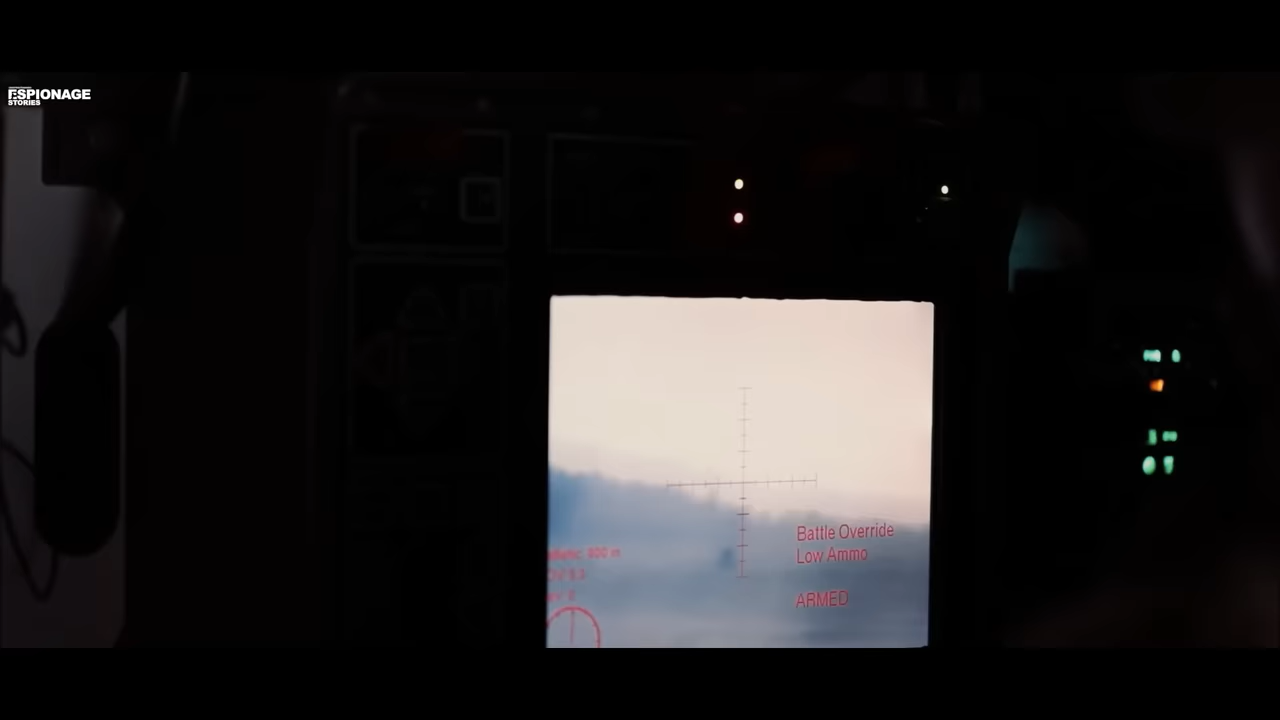 ESPIONAGE
STORIES
Battle Override
Low Ammo
ARMED